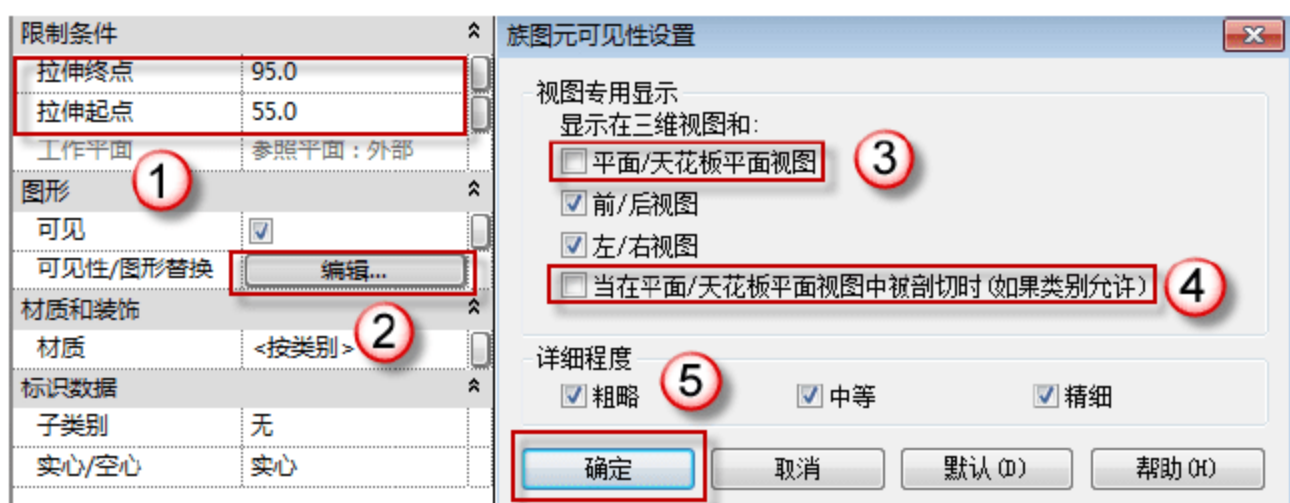 限制条件
拉伸终点 95.0
拉伸起点 55.0
工作平面 参照平面：外部
1
图形
可见
可见性/图形替换 编辑...
2
材质和装饰
材质 <按类别>
标识数据
子类别 无
实心/空心 实心
族图元可见性设置
视图专用显示
显示在三维视图和:
平面/天花板平面视图
3
前/后视图
左/右视图
当在平面/天花板平面视图中被剖切时(如果类别允许)
4
详细程度
粗略 中等 精细
5
确定 取消 默认(D) 帮助(H)